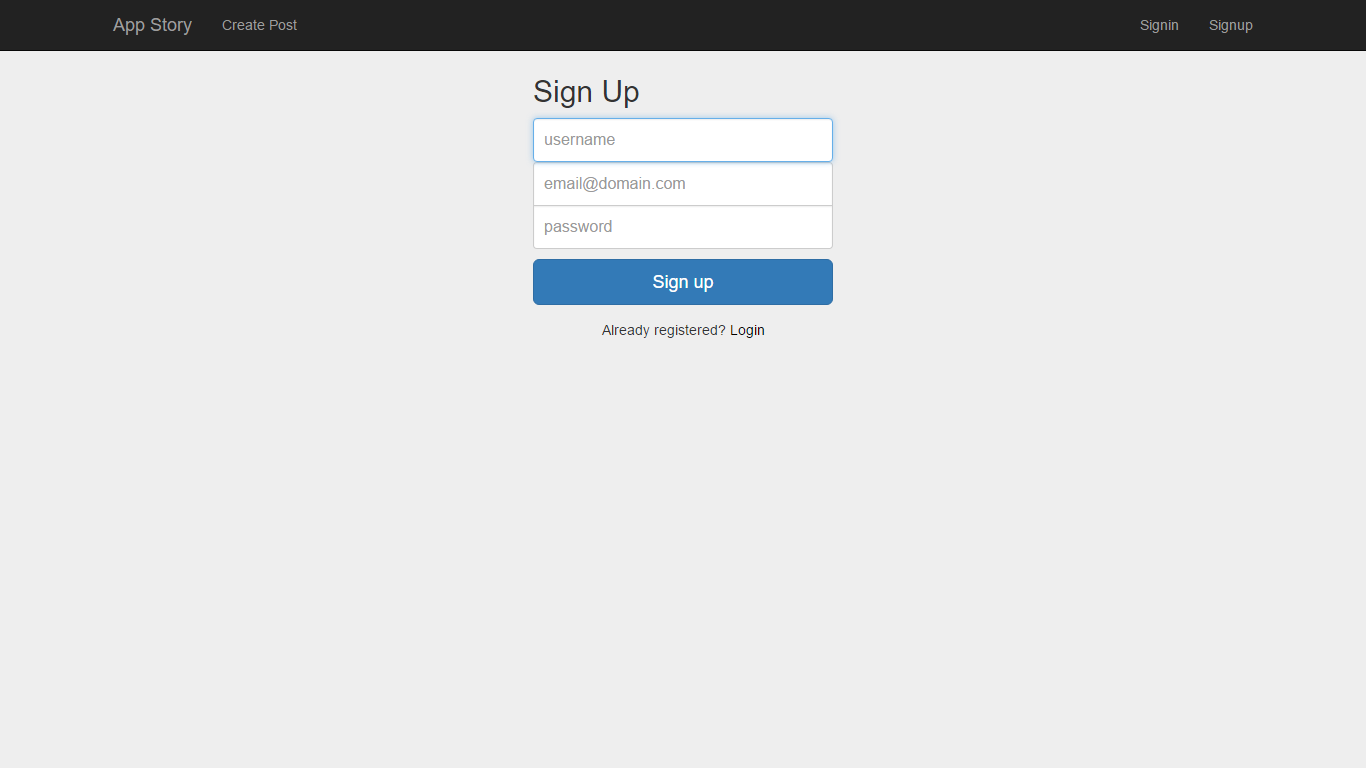 App Story Create Post Signin Signup
Sign Up
username
email@domain.com
password
Sign up
Already registered? Login